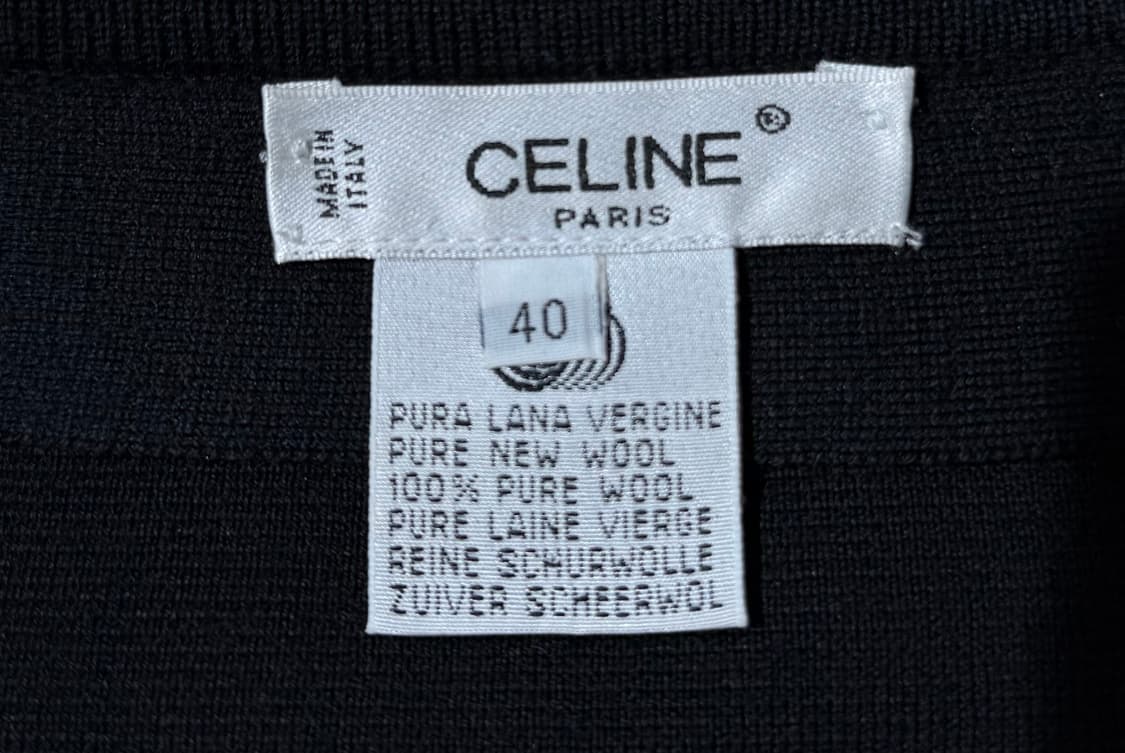 MADE IN
ITALY
CELINE®
PARIS
40
PURA LANA VERGINE
PURE NEW WOOL
100% PURE WOOL
PURE LAINE VIERGE
REINE SCHURWOLLE
ZUIVER SCHEERWOL